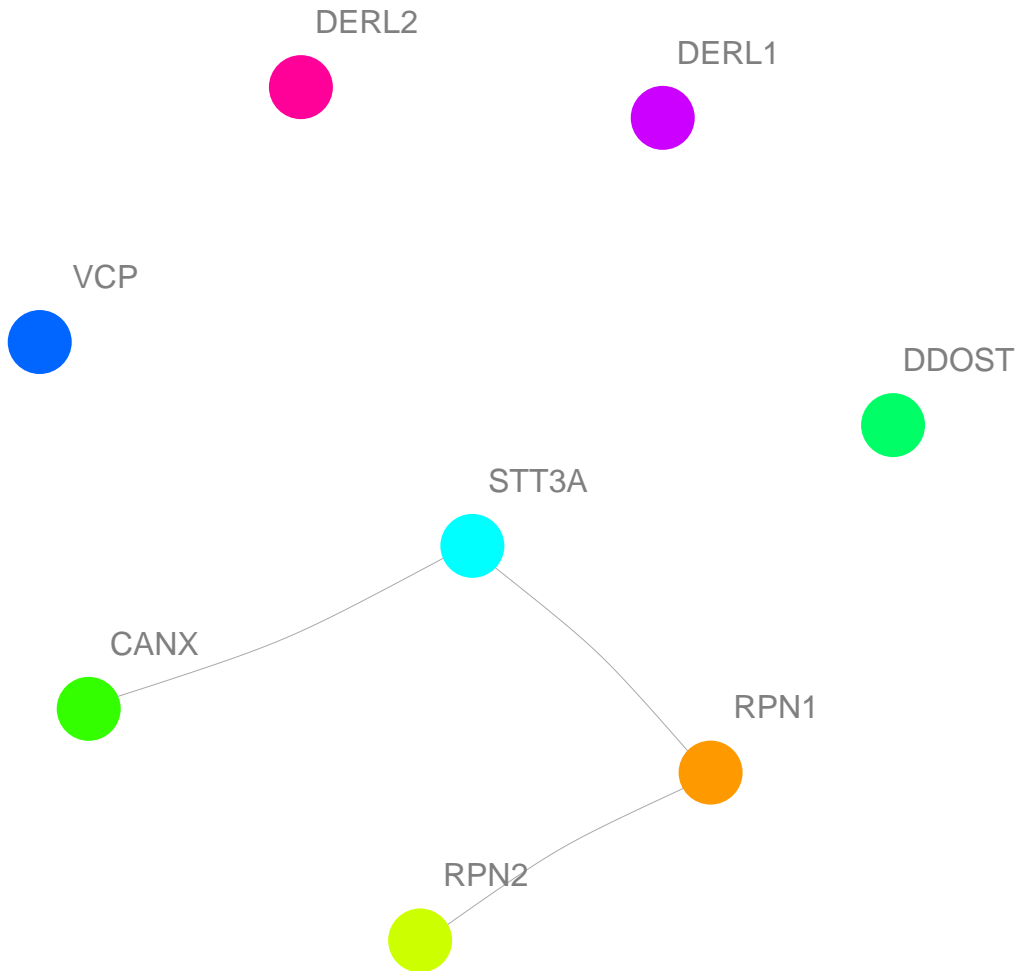 DERL2
DERL1
VCP
DDOST
STT3A
CANX
RPN1
RPN2